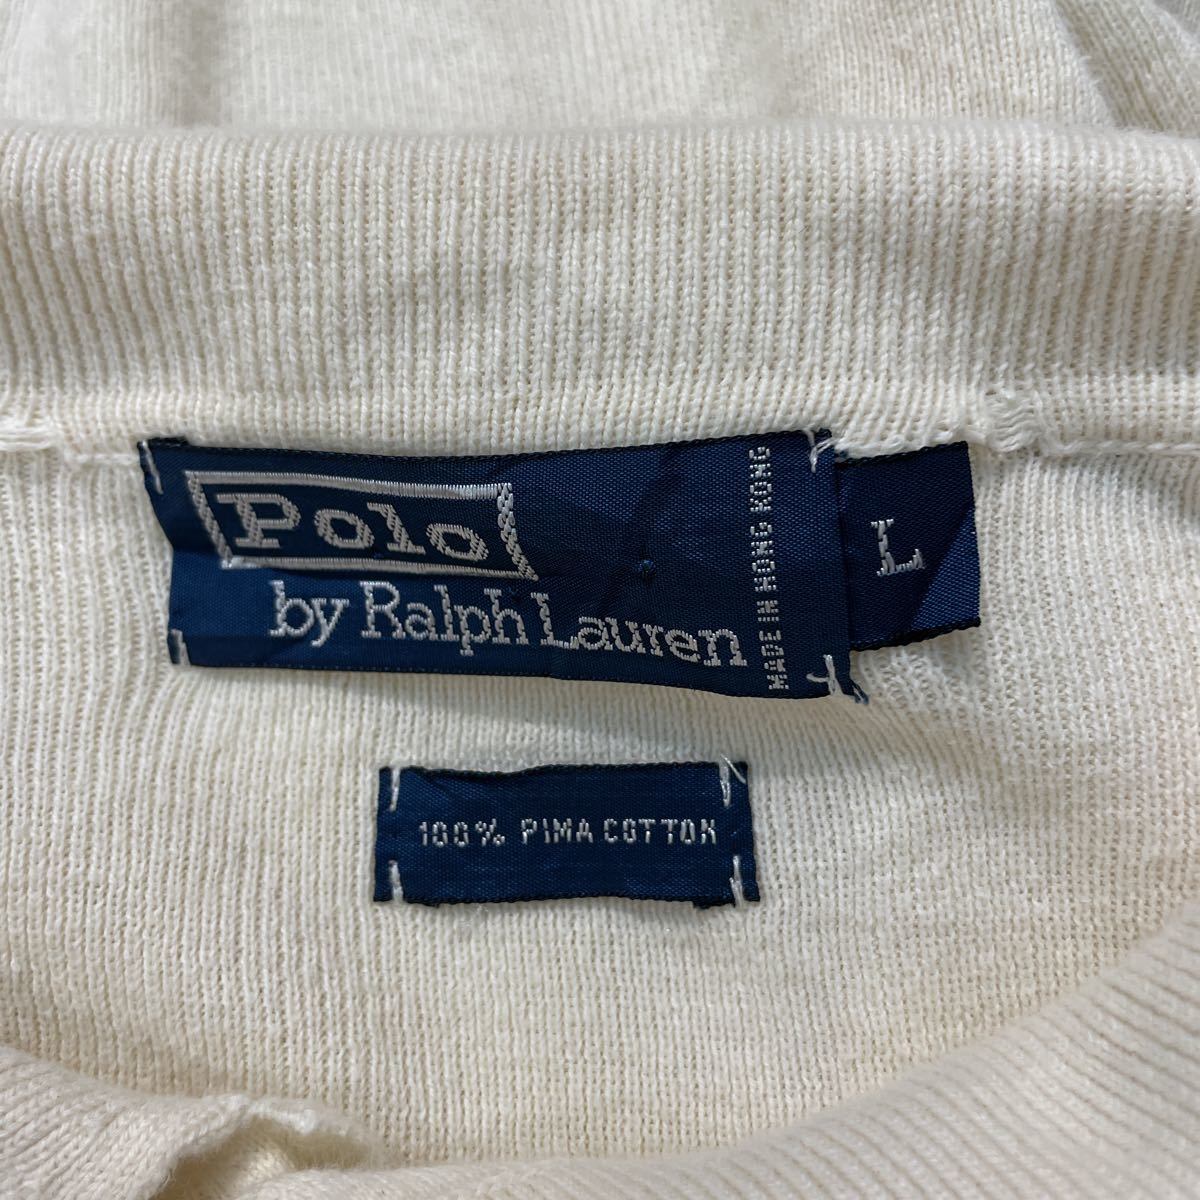 Polo
by Ralph Lauren
MADE IN HONG KONG
L
100% PIMA COTTON